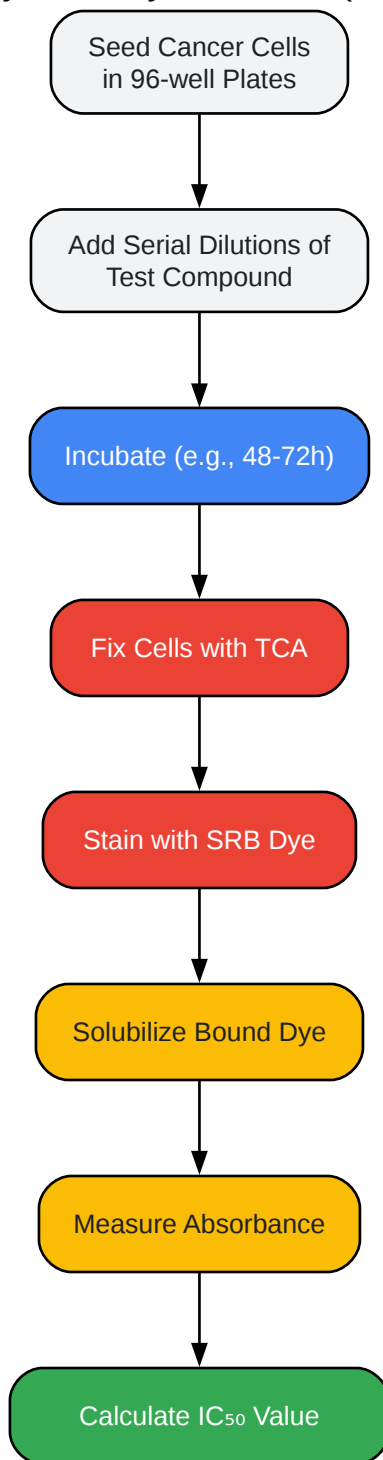 Seed Cancer Cells
in 96-well Plates
Add Serial Dilutions of
Test Compound
Incubate (e.g., 48-72h)
Fix Cells with TCA
Stain with SRB Dye
Solubilize Bound Dye
Measure Absorbance
Calculate IC₅₀ Value